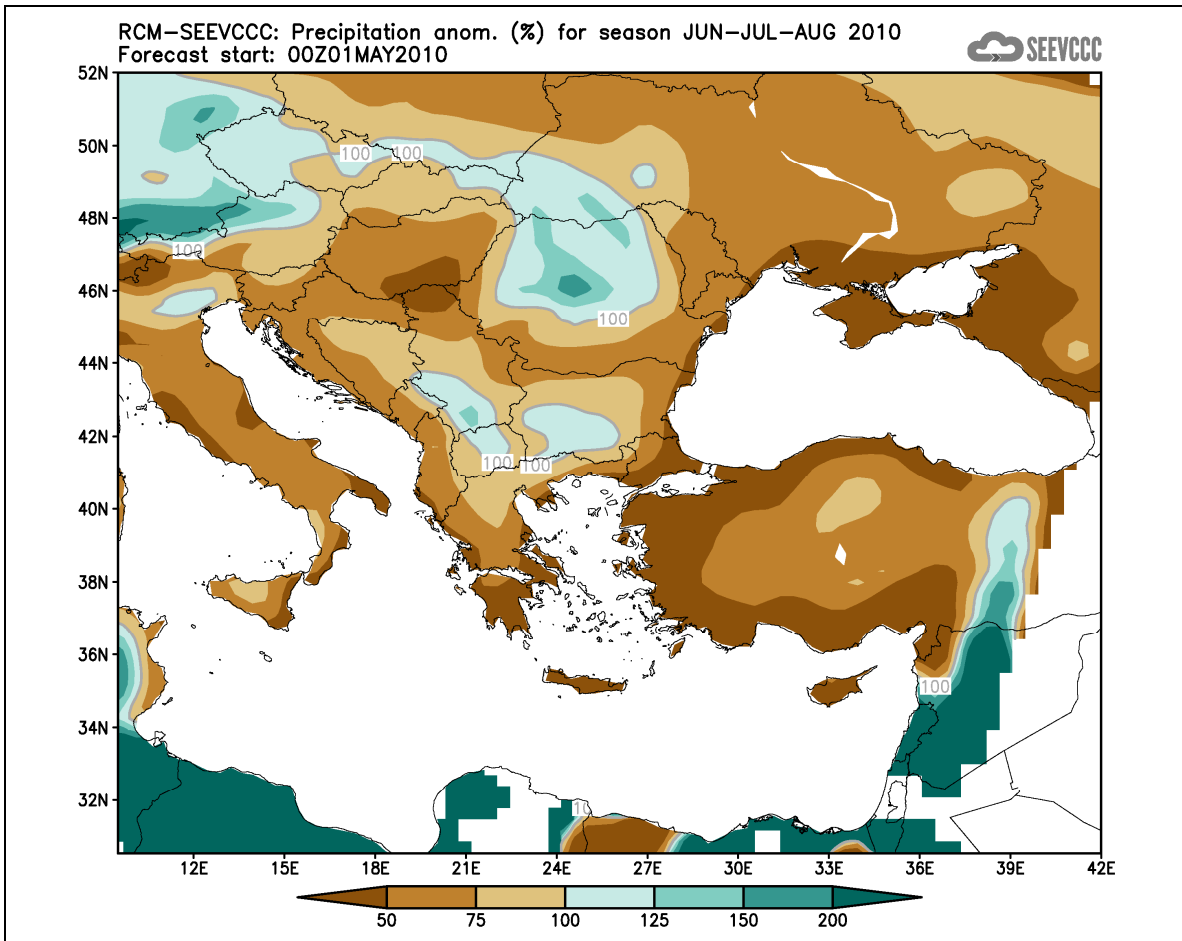 RCM-SEEVCCC: Precipitation anom. (%) for season JUN-JUL-AUG 2010
Forecast start: 00Z01MAY2010
SEEVCCC
52N
50N
100
100
48N
100
46N
100
44N
42N
100
100
40N
38N
36N
100
34N
32N
12E 15E 18E 21E 24E 27E 30E 33E 36E 39E 42E
50 75 100 125 150 200